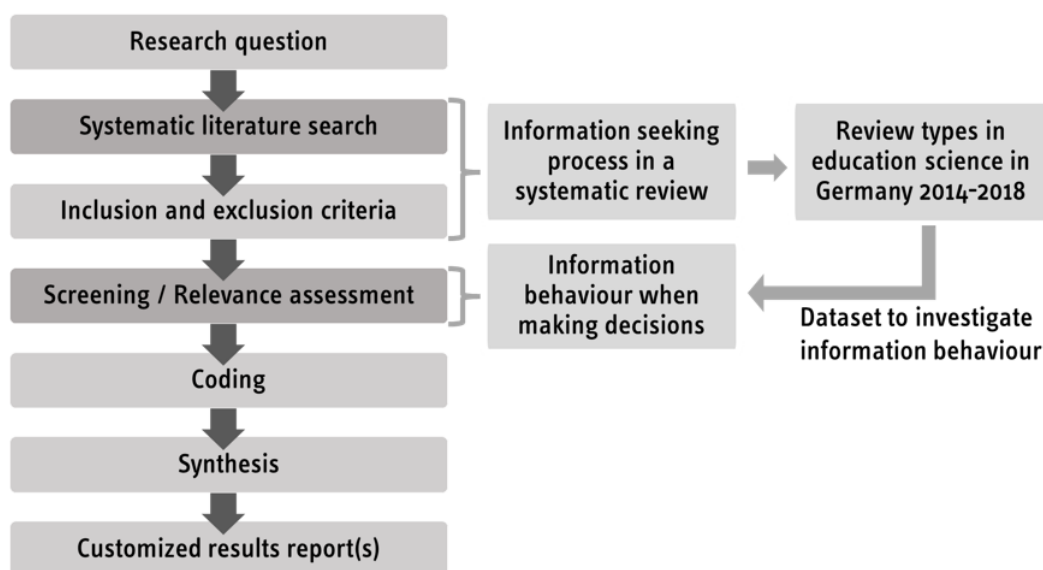 Research question
Systematic literature search
Inclusion and exclusion criteria
Screening / Relevance assessment
Coding
Synthesis
Customized results report(s)
Information seeking
process in a
systematic review
Review types in
education science in
Germany 2014-2018
Information
behaviour when
making decisions
Dataset to investigate
information behaviour